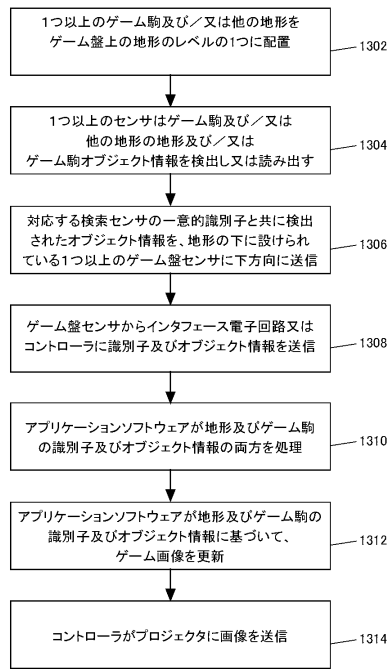 1つ以上のゲーム駒及び／又は他の地形を
ゲーム盤上の地形のレベルの1つに配置
1302
1つ以上のセンサはゲーム駒及び／又は
他の地形の地形及び／又は
ゲーム駒オブジェクト情報を検出し又は読み出す
1304
対応する検索センサの一意的識別子と共に検出
されたオブジェクト情報を、地形の下に設けられ
ている1つ以上のゲーム盤センサに下方向に送信
1306
ゲーム盤センサからインタフェース電子回路又は
コントローラに識別子及びオブジェクト情報を送信
1308
アプリケーションソフトウェアが地形及びゲーム駒
の識別子及びオブジェクト情報の両方を処理
1310
アプリケーションソフトウェアが地形及びゲーム駒の
識別子及びオブジェクト情報に基づいて、
ゲーム画像を更新
1312
コントローラがプロジェクタに画像を送信
1314